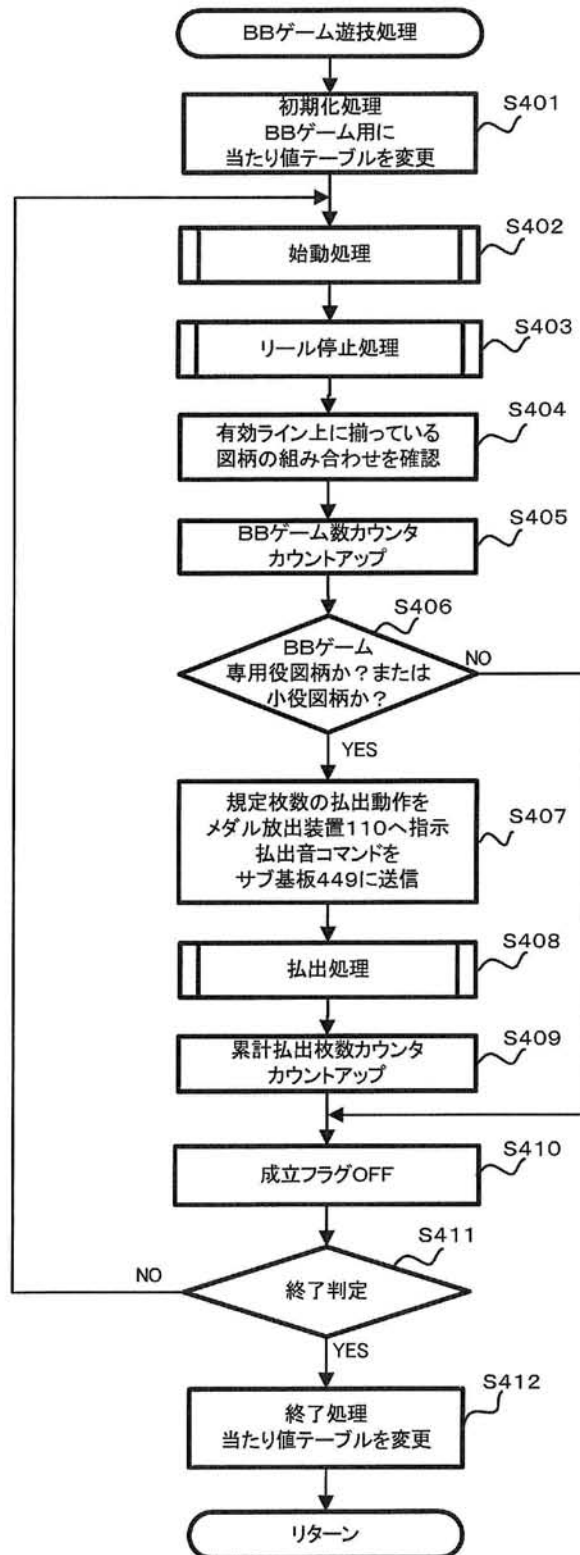 BBゲーム遊技処理
S401
初期化処理
BBゲーム用に
当たり値テーブルを変更
S402
始動処理
S403
リール停止処理
S404
有効ライン上に揃っている
図柄の組み合わせを確認
S405
BBゲーム数カウンタ
カウントアップ
S406
BBゲーム
専用役図柄か?または
小役図柄か?
NO
YES
規定枚数の払出動作を
メダル放出装置110へ指示
払出音コマンドを
サブ基板449に送信
S407
S408
払出処理
S409
累計払出枚数カウンタ
カウントアップ
S410
成立フラグOFF
S411
NO
終了判定
YES
S412
終了処理
当たり値テーブルを変更
リターン